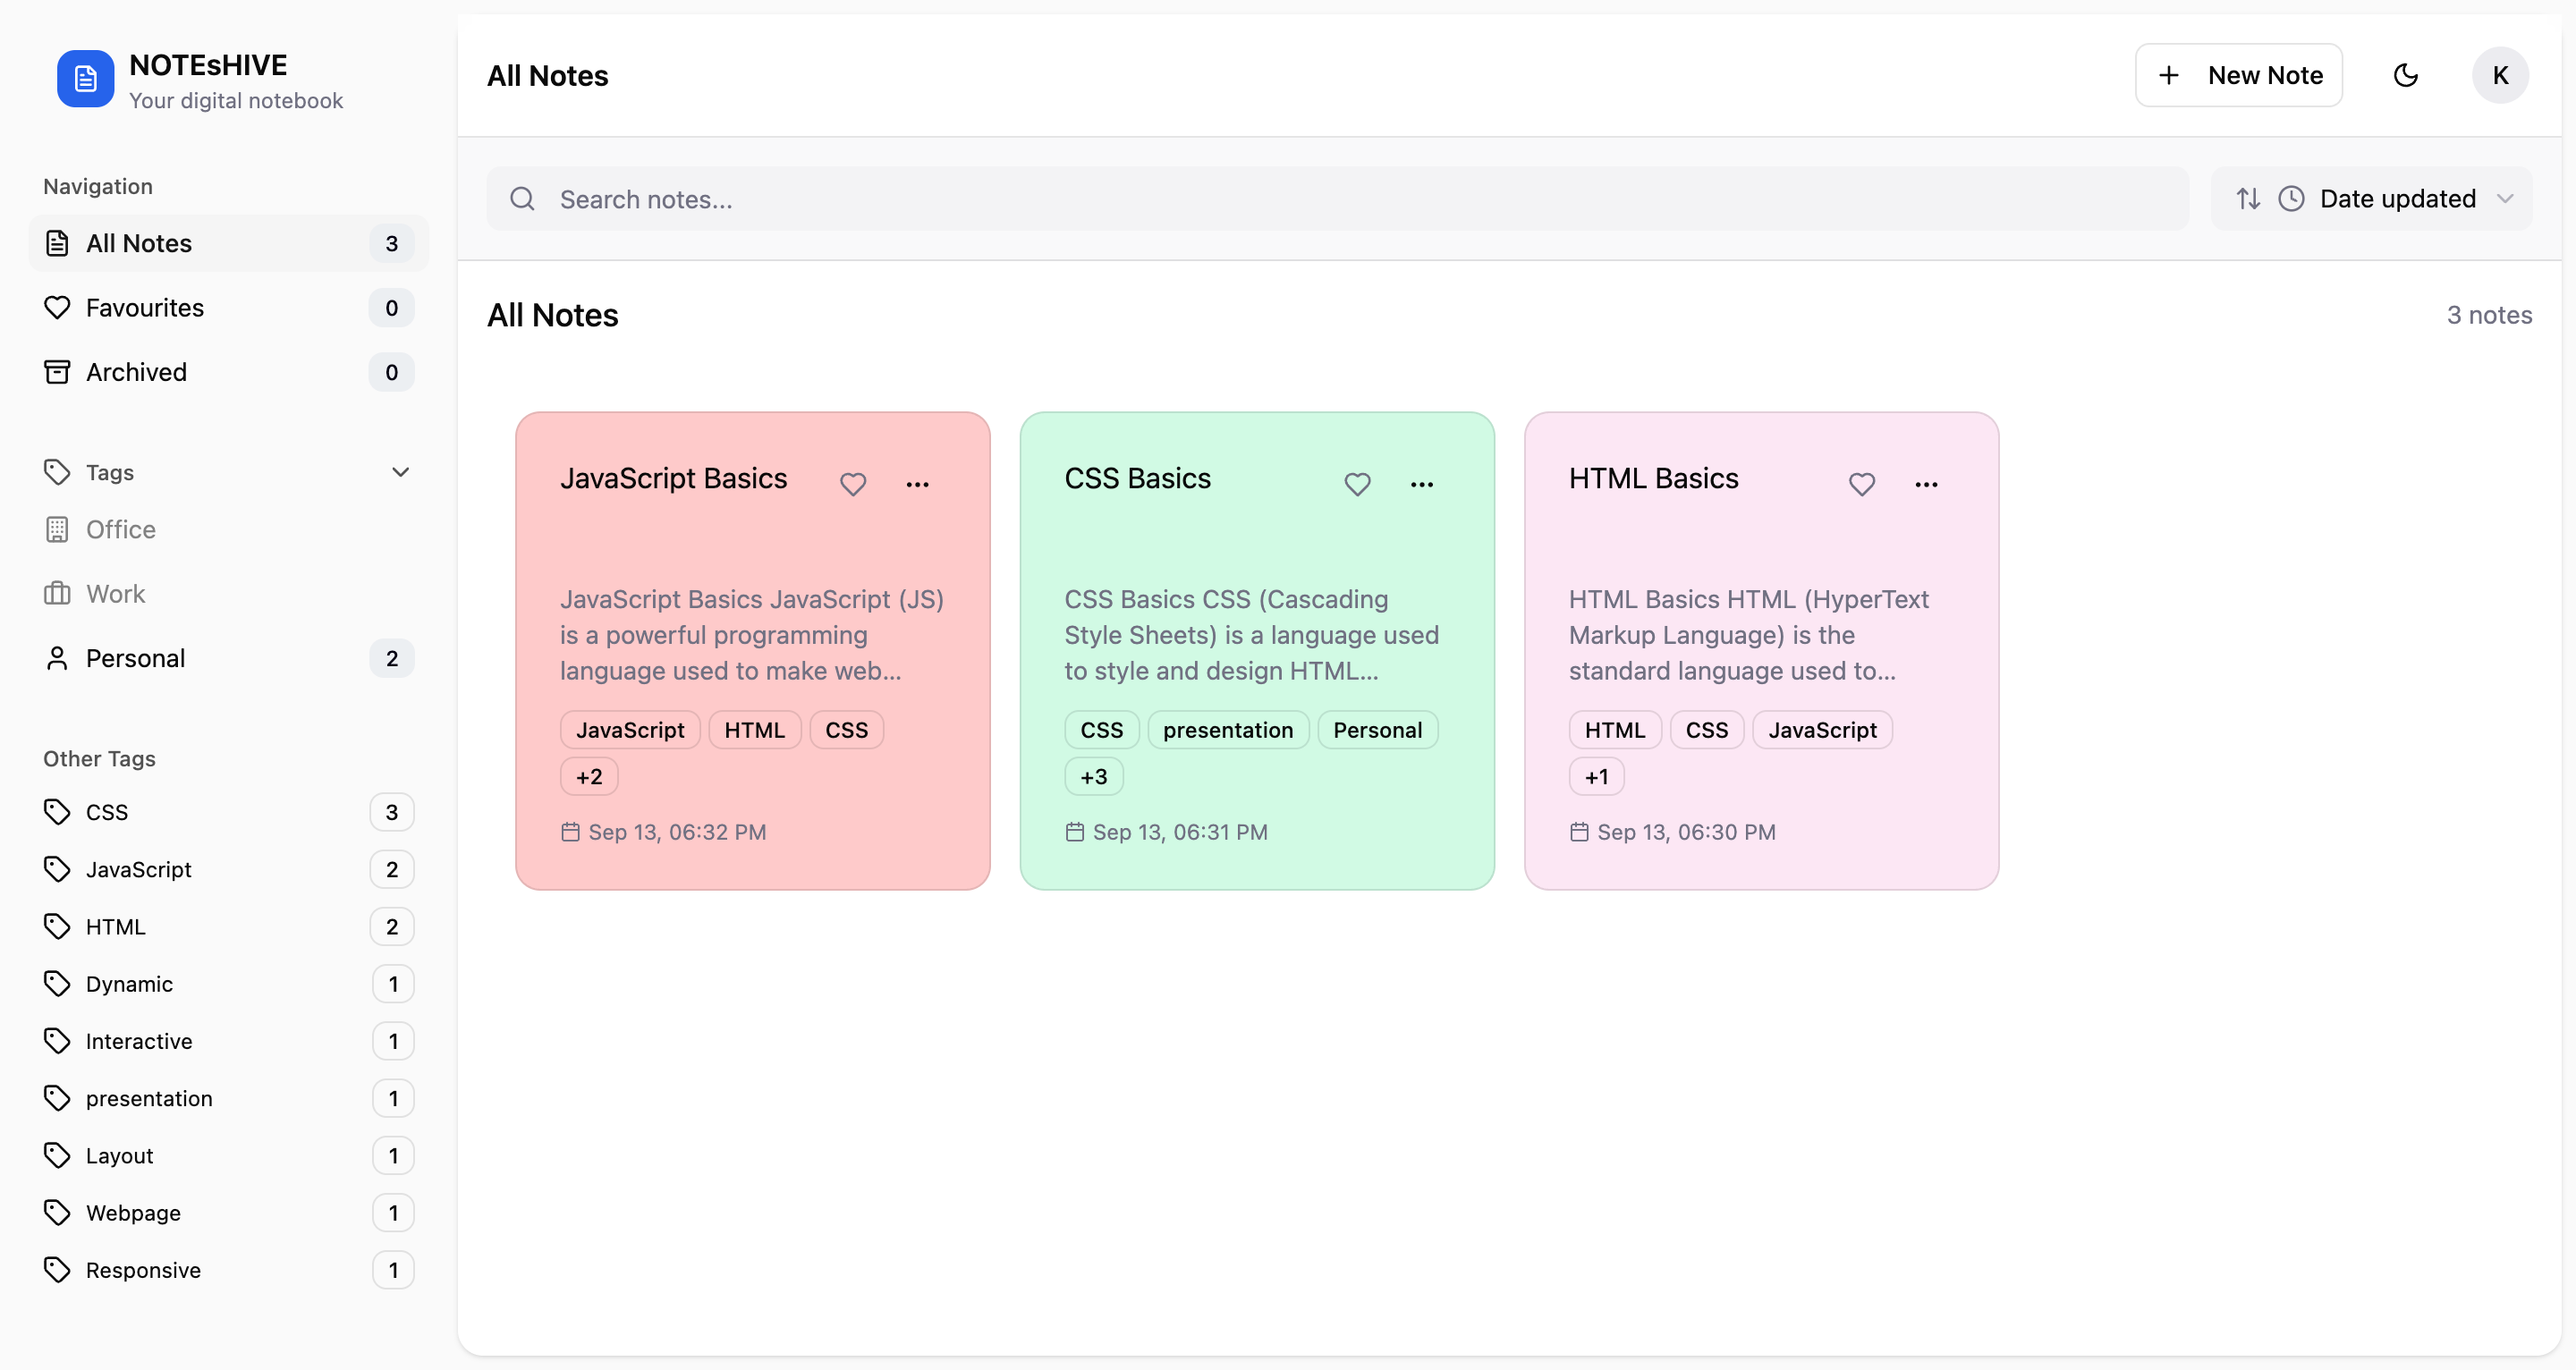 NOTEsHIVE
Your digital notebook
Navigation
All Notes 3
Favourites 0
Archived 0
Tags
Office
Work
Personal 2
Other Tags
CSS 3
JavaScript 2
HTML 2
Dynamic 1
Interactive 1
presentation 1
Layout 1
Webpage 1
Responsive 1
All Notes
New Note
K
Search notes...
Date updated
All Notes
3 notes
JavaScript Basics
JavaScript Basics JavaScript (JS)
is a powerful programming
language used to make web...
JavaScript HTML CSS
+2
Sep 13, 06:32 PM
CSS Basics
CSS Basics CSS (Cascading
Style Sheets) is a language used
to style and design HTML...
CSS presentation Personal
+3
Sep 13, 06:31 PM
HTML Basics
HTML Basics HTML (HyperText
Markup Language) is the
standard language used to...
HTML CSS JavaScript
+1
Sep 13, 06:30 PM